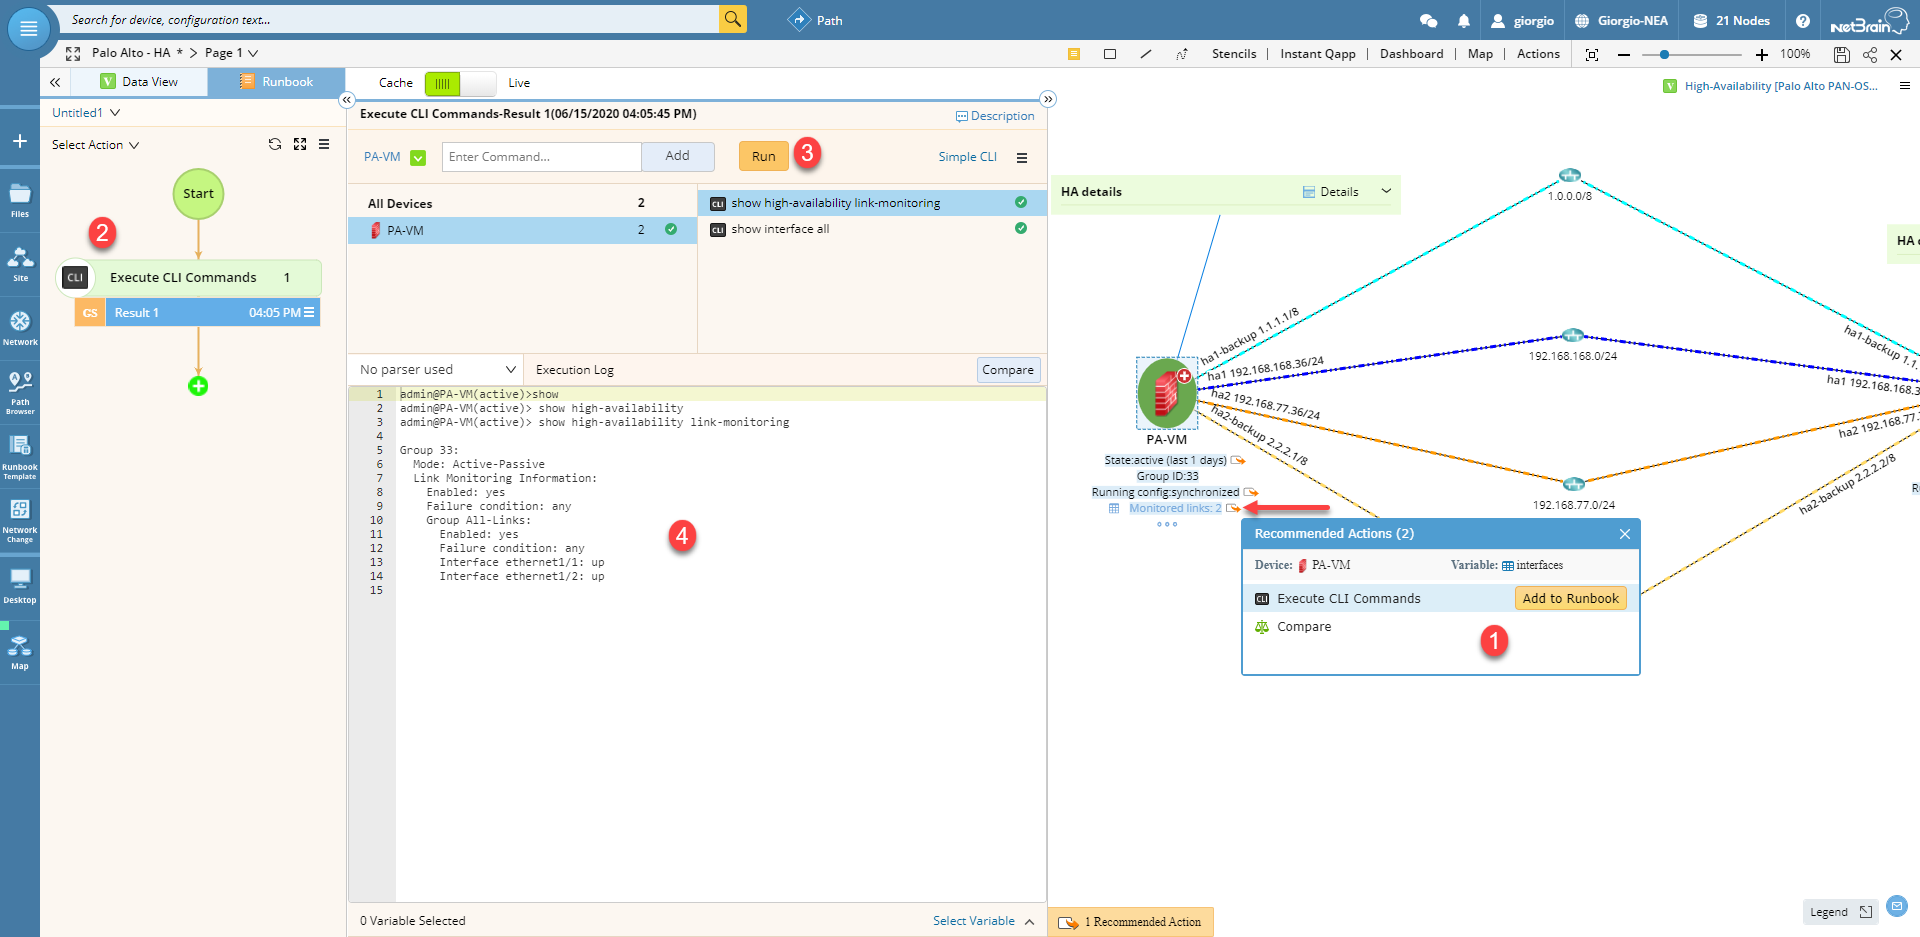 Search for device, configuration text...
Path
giorgio
Giorgio-NEA
21 Nodes
NetBrain
Palo Alto - HA * > Page 1
Stencils | Instant Qapp | Dashboard | Map | Actions
100%
Data View
Runbook
Cache
Live
Untitled1
Select Action
Files
Site
Network
Path
Browser
Runbook
Template
Network
Change
Desktop
Map
Start
2
CLI
Execute CLI Commands 1
GS
Result 1
04:05 PM
Execute CLI Commands-Result 1(06/15/2020 04:05:45 PM)
Description
PA-VM
Enter Command...
Add
Run
3
Simple CLI
All Devices 2
PA-VM 2
CLI show high-availability link-monitoring
CLI show interface all
No parser used
Execution Log
Compare
1 admin@PA-VM(active)>show
2 admin@PA-VM(active)> show high-availability
3 admin@PA-VM(active)> show high-availability link-monitoring
4
5 Group 33:
6 Mode: Active-Passive
7 Link Monitoring Information:
8 Enabled: yes
9 Failure condition: any
10 Group All-Links:
11 Enabled: yes
12 Failure condition: any
13 Interface ethernet1/1: up
14 Interface ethernet1/2: up
15
4
0 Variable Selected
Select Variable
High-Availability [Palo Alto PAN-OS...
HA details
Details
HA
1.0.0.0/8
ha1-backup 1.1.1.1/8
ha1-backup 1.1.
192.168.168.0/24
ha1 192.168.168.36/24
ha1 192.168.168.3
ha2 192.168.77.36/24
ha2 192.168.77.
ha2-backup 2.2.2.1/8
ha2-backup 2.2.2.2/8
192.168.77.0/24
PA-VM
State:active (last 1 days)
Group ID:33
Running config:synchronized
Monitored links: 2
Recommended Actions (2)
Device: PA-VM
Variable: interfaces
CLI Execute CLI Commands
Add to Runbook
Compare
1
1 Recommended Action
Legend